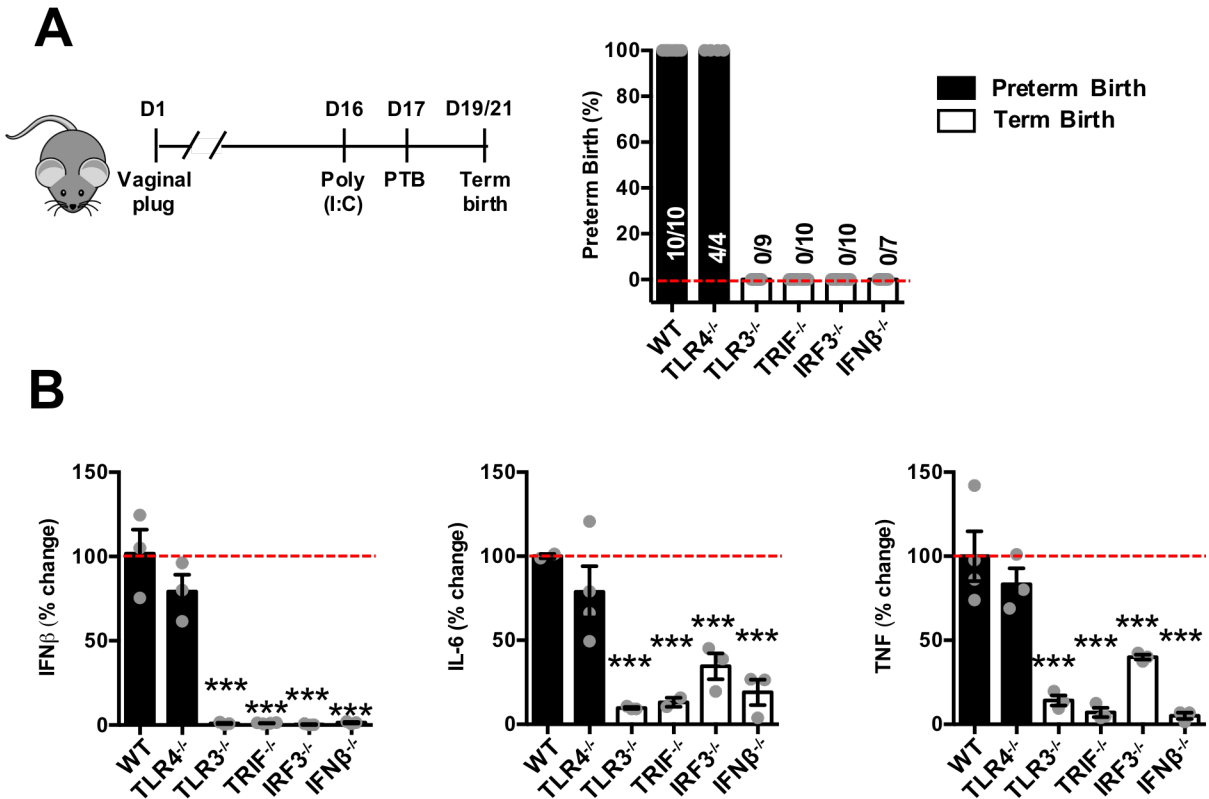 A
D1 D16 D17 D19/21
Vaginal plug
Poly (I:C)
PTB
Term birth
Preterm Birth (%)
100
80
60
40
20
0
10/10
4/4
0/9
0/10
0/10
0/7
WT
TLR4-/-
TLR3-/-
TRIF-/-
IRF3-/-
IFNβ-/-
Preterm Birth
Term Birth
B
IFNβ (% change)
150
100
50
0
***
***
***
***
WT
TLR4-/-
TLR3-/-
TRIF-/-
IRF3-/-
IFNβ-/-
IL-6 (% change)
150
100
50
0
***
***
***
***
WT
TLR4-/-
TLR3-/-
TRIF-/-
IRF3-/-
IFNβ-/-
TNF (% change)
150
100
50
0
***
***
***
***
WT
TLR4-/-
TLR3-/-
TRIF-/-
IRF3-/-
IFNβ-/-